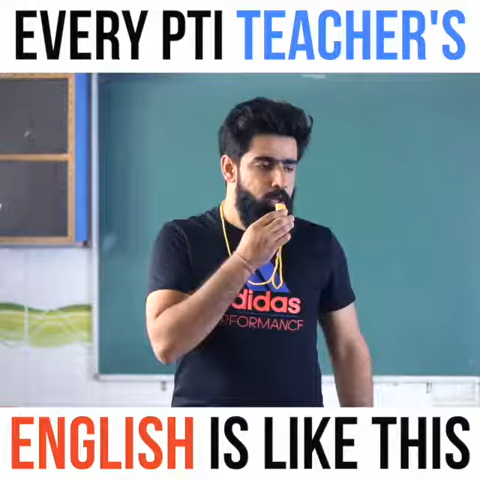 EVERY PTI TEACHER'S
adidas
PERFORMANCE
ENGLISH IS LIKE THIS